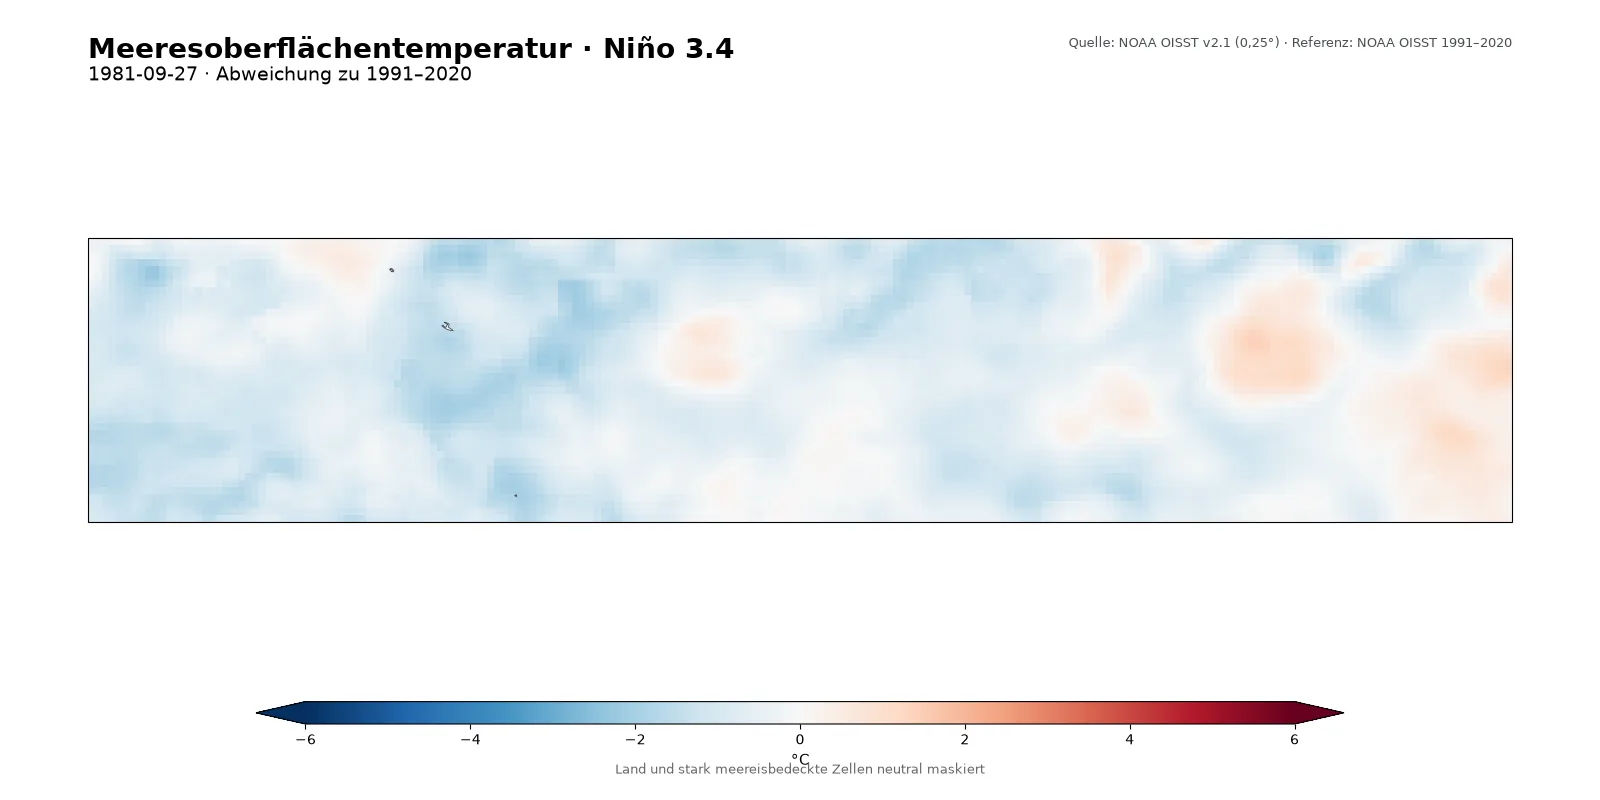 Meeresoberflächentemperatur · Niño 3.4
Quelle: NOAA OISST v2.1 (0,25°) · Referenz: NOAA OISST 1991–2020
1981-09-27 · Abweichung zu 1991–2020
−6 −4 −2 0 2 4 6
°C
Land und stark meereisbedeckte Zellen neutral maskiert